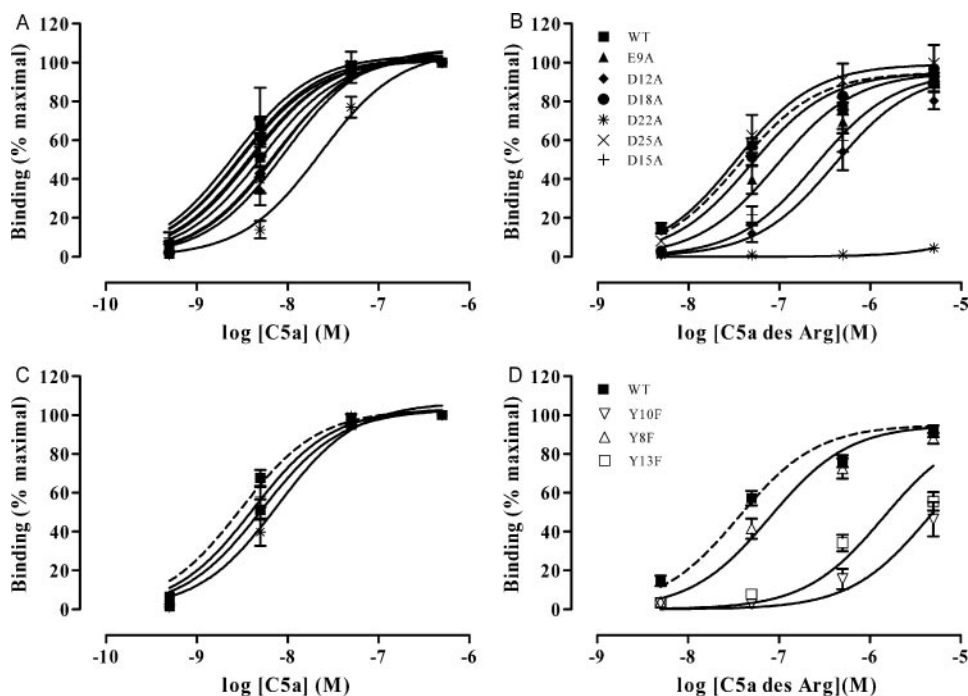 A
120
100
80
60
40
20
0
Binding (% maximal)
-10
-9
-8
-7
-6
log [C5a] (M)
B
120
100
80
60
40
20
0
Binding (% maximal)
WT
E9A
D12A
D18A
D22A
D25A
D15A
-9
-8
-7
-6
-5
log [C5a des Arg](M)
C
120
100
80
60
40
20
0
Binding (% maximal)
-10
-9
-8
-7
-6
log [C5a] (M)
D
120
100
80
60
40
20
0
Binding (% maximal)
WT
Y10F
Y8F
Y13F
-9
-8
-7
-6
-5
log [C5a des Arg](M)